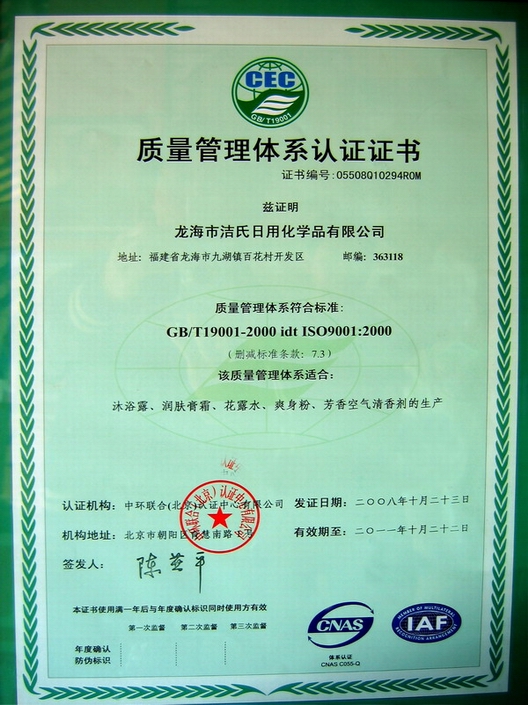 CEC
GB/T19001
质量管理体系认证证书
证书编号:05508Q10294R0M
兹证明
龙海市洁氏日用化学品有限公司
地址: 福建省龙海市九湖镇百花村开发区 邮编: 363118
质量管理体系符合标准:
GB/T19001-2000 idt ISO9001:2000
(删减标准条款: 7.3)
该质量管理体系适合:
沐浴露、润肤膏霜、花露水、爽身粉、芳香空气清香剂的生产
认证机构: 中环联合(北京)认证中心有限公司 发证日期: 二〇〇八年十月二十三日
机构地址: 北京市朝阳区育慧南路 有效期至: 二〇一一年十月二十二日
签发人:
本证书使用满一年后与年度确认标识同时使用方有效
第一次监督 第二次监督 第三次监督
年度确认
防伪标识
CNAS
体系认证
CNAS C055-Q
MEMBER OF MULTILATERAL
IAF
RECOGNITION ARRANGEMENT